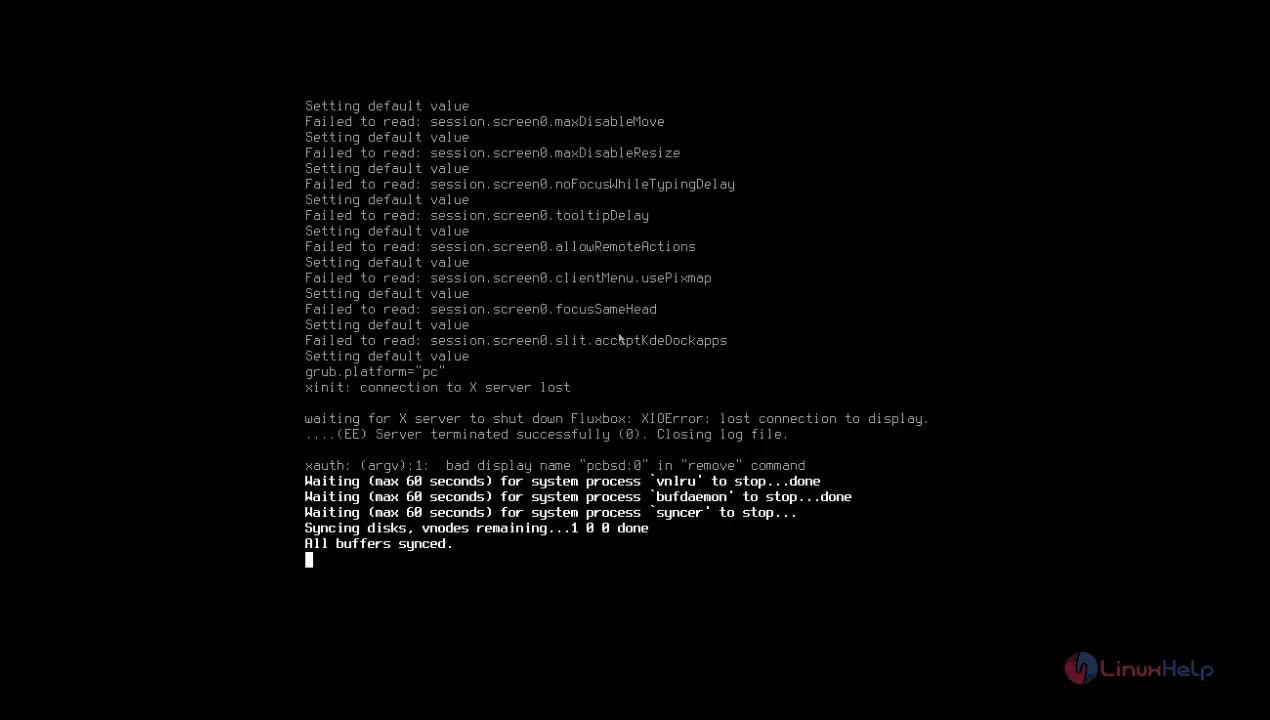 Setting default value
Failed to read: session.screen0.maxDisableMove
Setting default value
Failed to read: session.screen0.maxDisableResize
Setting default value
Failed to read: session.screen0.noFocusWhileTypingDelay
Setting default value
Failed to read: session.screen0.tooltipDelay
Setting default value
Failed to read: session.screen0.allowRemoteActions
Setting default value
Failed to read: session.screen0.clientMenu.usePixmap
Setting default value
Failed to read: session.screen0.focusSameHead
Setting default value
Failed to read: session.screen0.slit.acceptKdeDockapps
Setting default value
grub.platform="pc"
xinit: connection to X server lost
waiting for X server to shut down Fluxbox: XIOError: lost connection to display.
....(EE) Server terminated successfully (0). Closing log file.
xauth: (argv):1:  bad display name "pcbsd:0" in "remove" command
Waiting (max 60 seconds) for system process `vnlru' to stop...done
Waiting (max 60 seconds) for system process `bufdaemon' to stop...done
Waiting (max 60 seconds) for system process `syncer' to stop...
Syncing disks, vnodes remaining...1 0 0 done
All buffers synced.
LinuxHelp